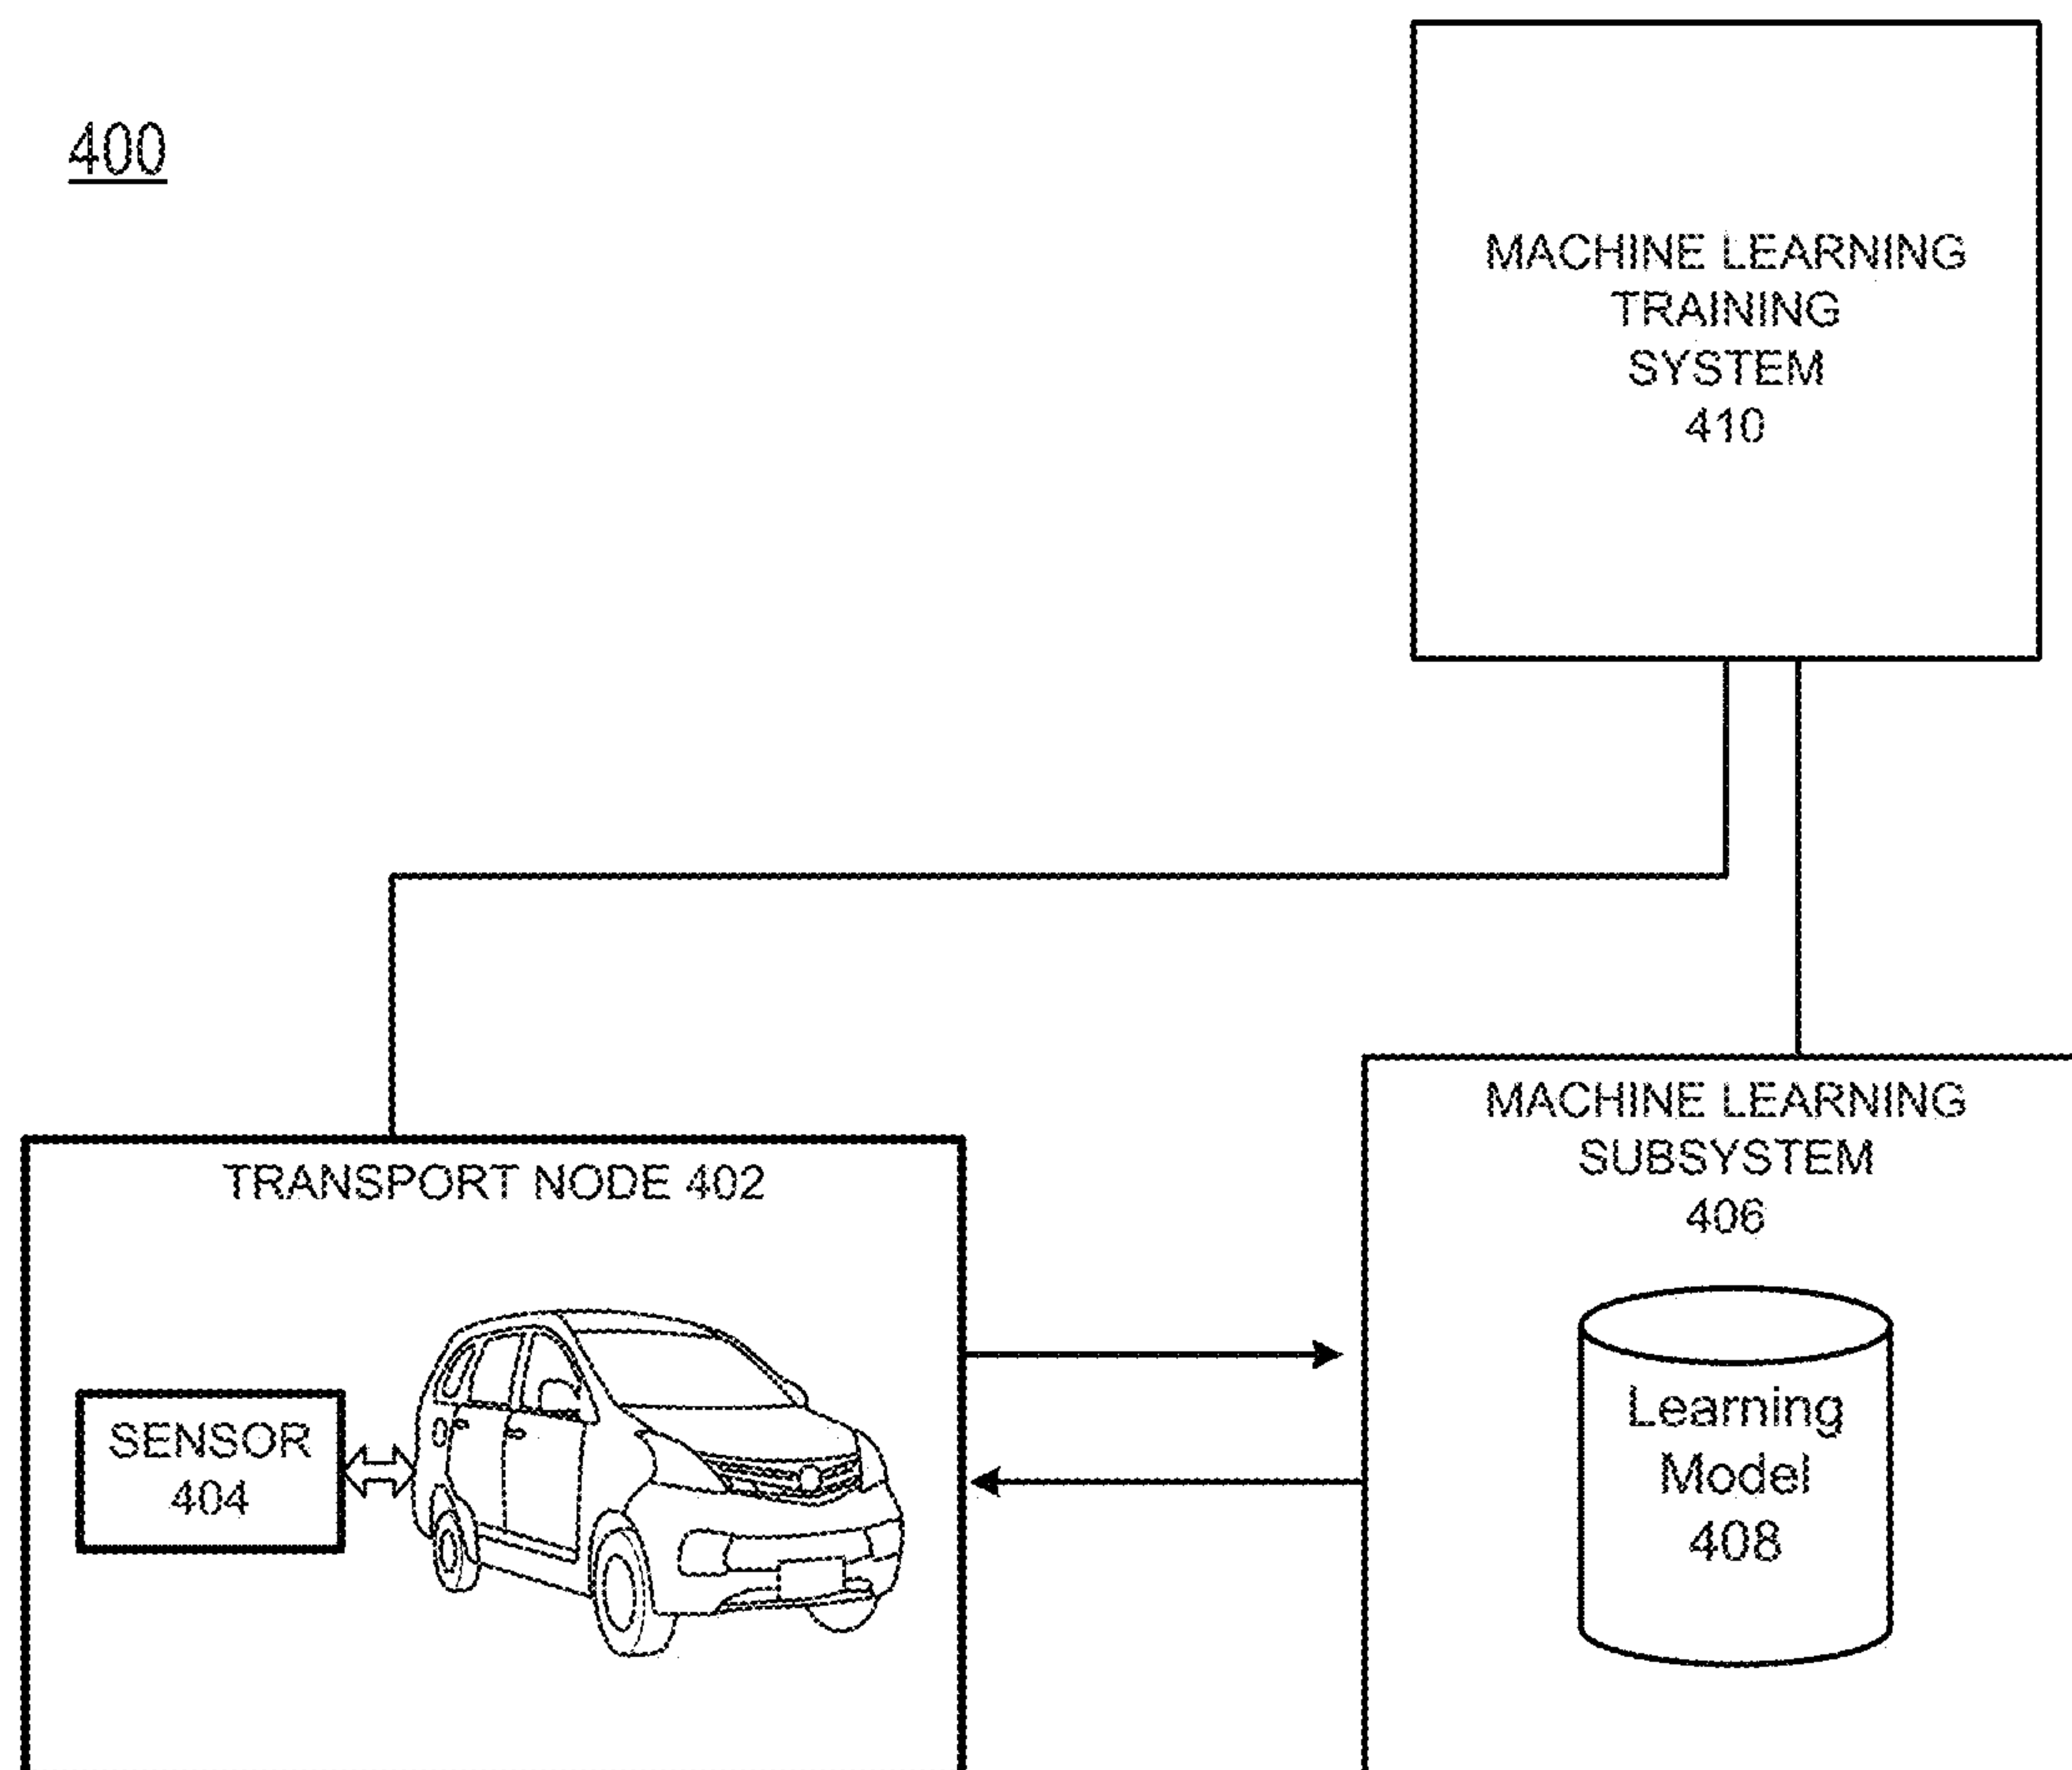 400
MACHINE LEARNING
TRAINING
SYSTEM
410
TRANSPORT NODE 402
SENSOR
404
MACHINE LEARNING
SUBSYSTEM
406
Learning
Model
408